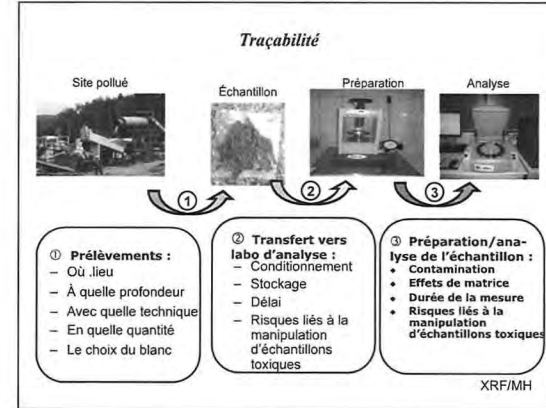 Traçabilité
Site pollué
Échantillon
Préparation
Analyse
①
②
③
① Prélèvements :
– Où .lieu
– À quelle profondeur
– Avec quelle technique
– En quelle quantité
– Le choix du blanc
② Transfert vers
labo d'analyse :
– Conditionnement
– Stockage
– Délai
– Risques liés à la
manipulation
d'échantillons
toxiques
③ Préparation/ana-
lyse de l'échantillon :
◆ Contamination
◆ Effets de matrice
◆ Durée de la mesure
◆ Risques liés à la
manipulation
d'échantillons toxiques
XRF/MH